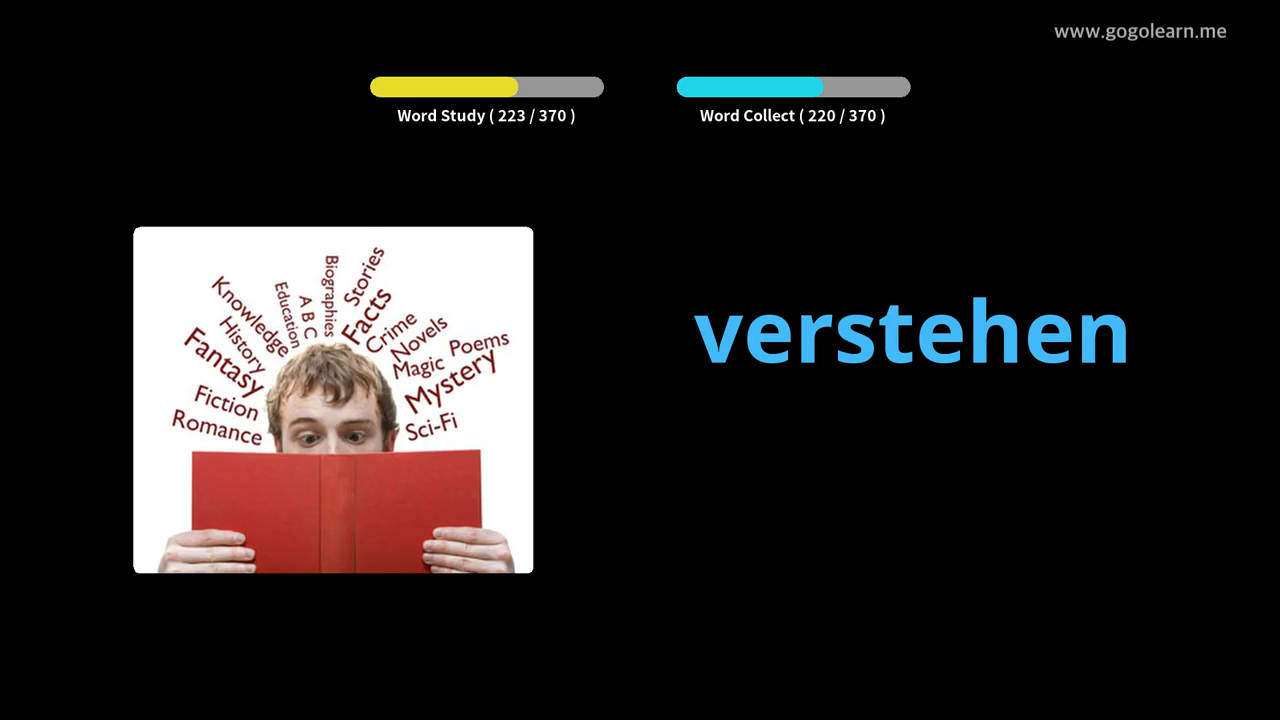 www.gogolearn.me
Word Study ( 223 / 370 )
Word Collect ( 220 / 370 )
Biographies
Stories
Education
A B C
Knowledge
Facts
History
Crime
Novels
Fantasy
Magic
Poems
Mystery
Fiction
Romance
Sci-Fi
verstehen